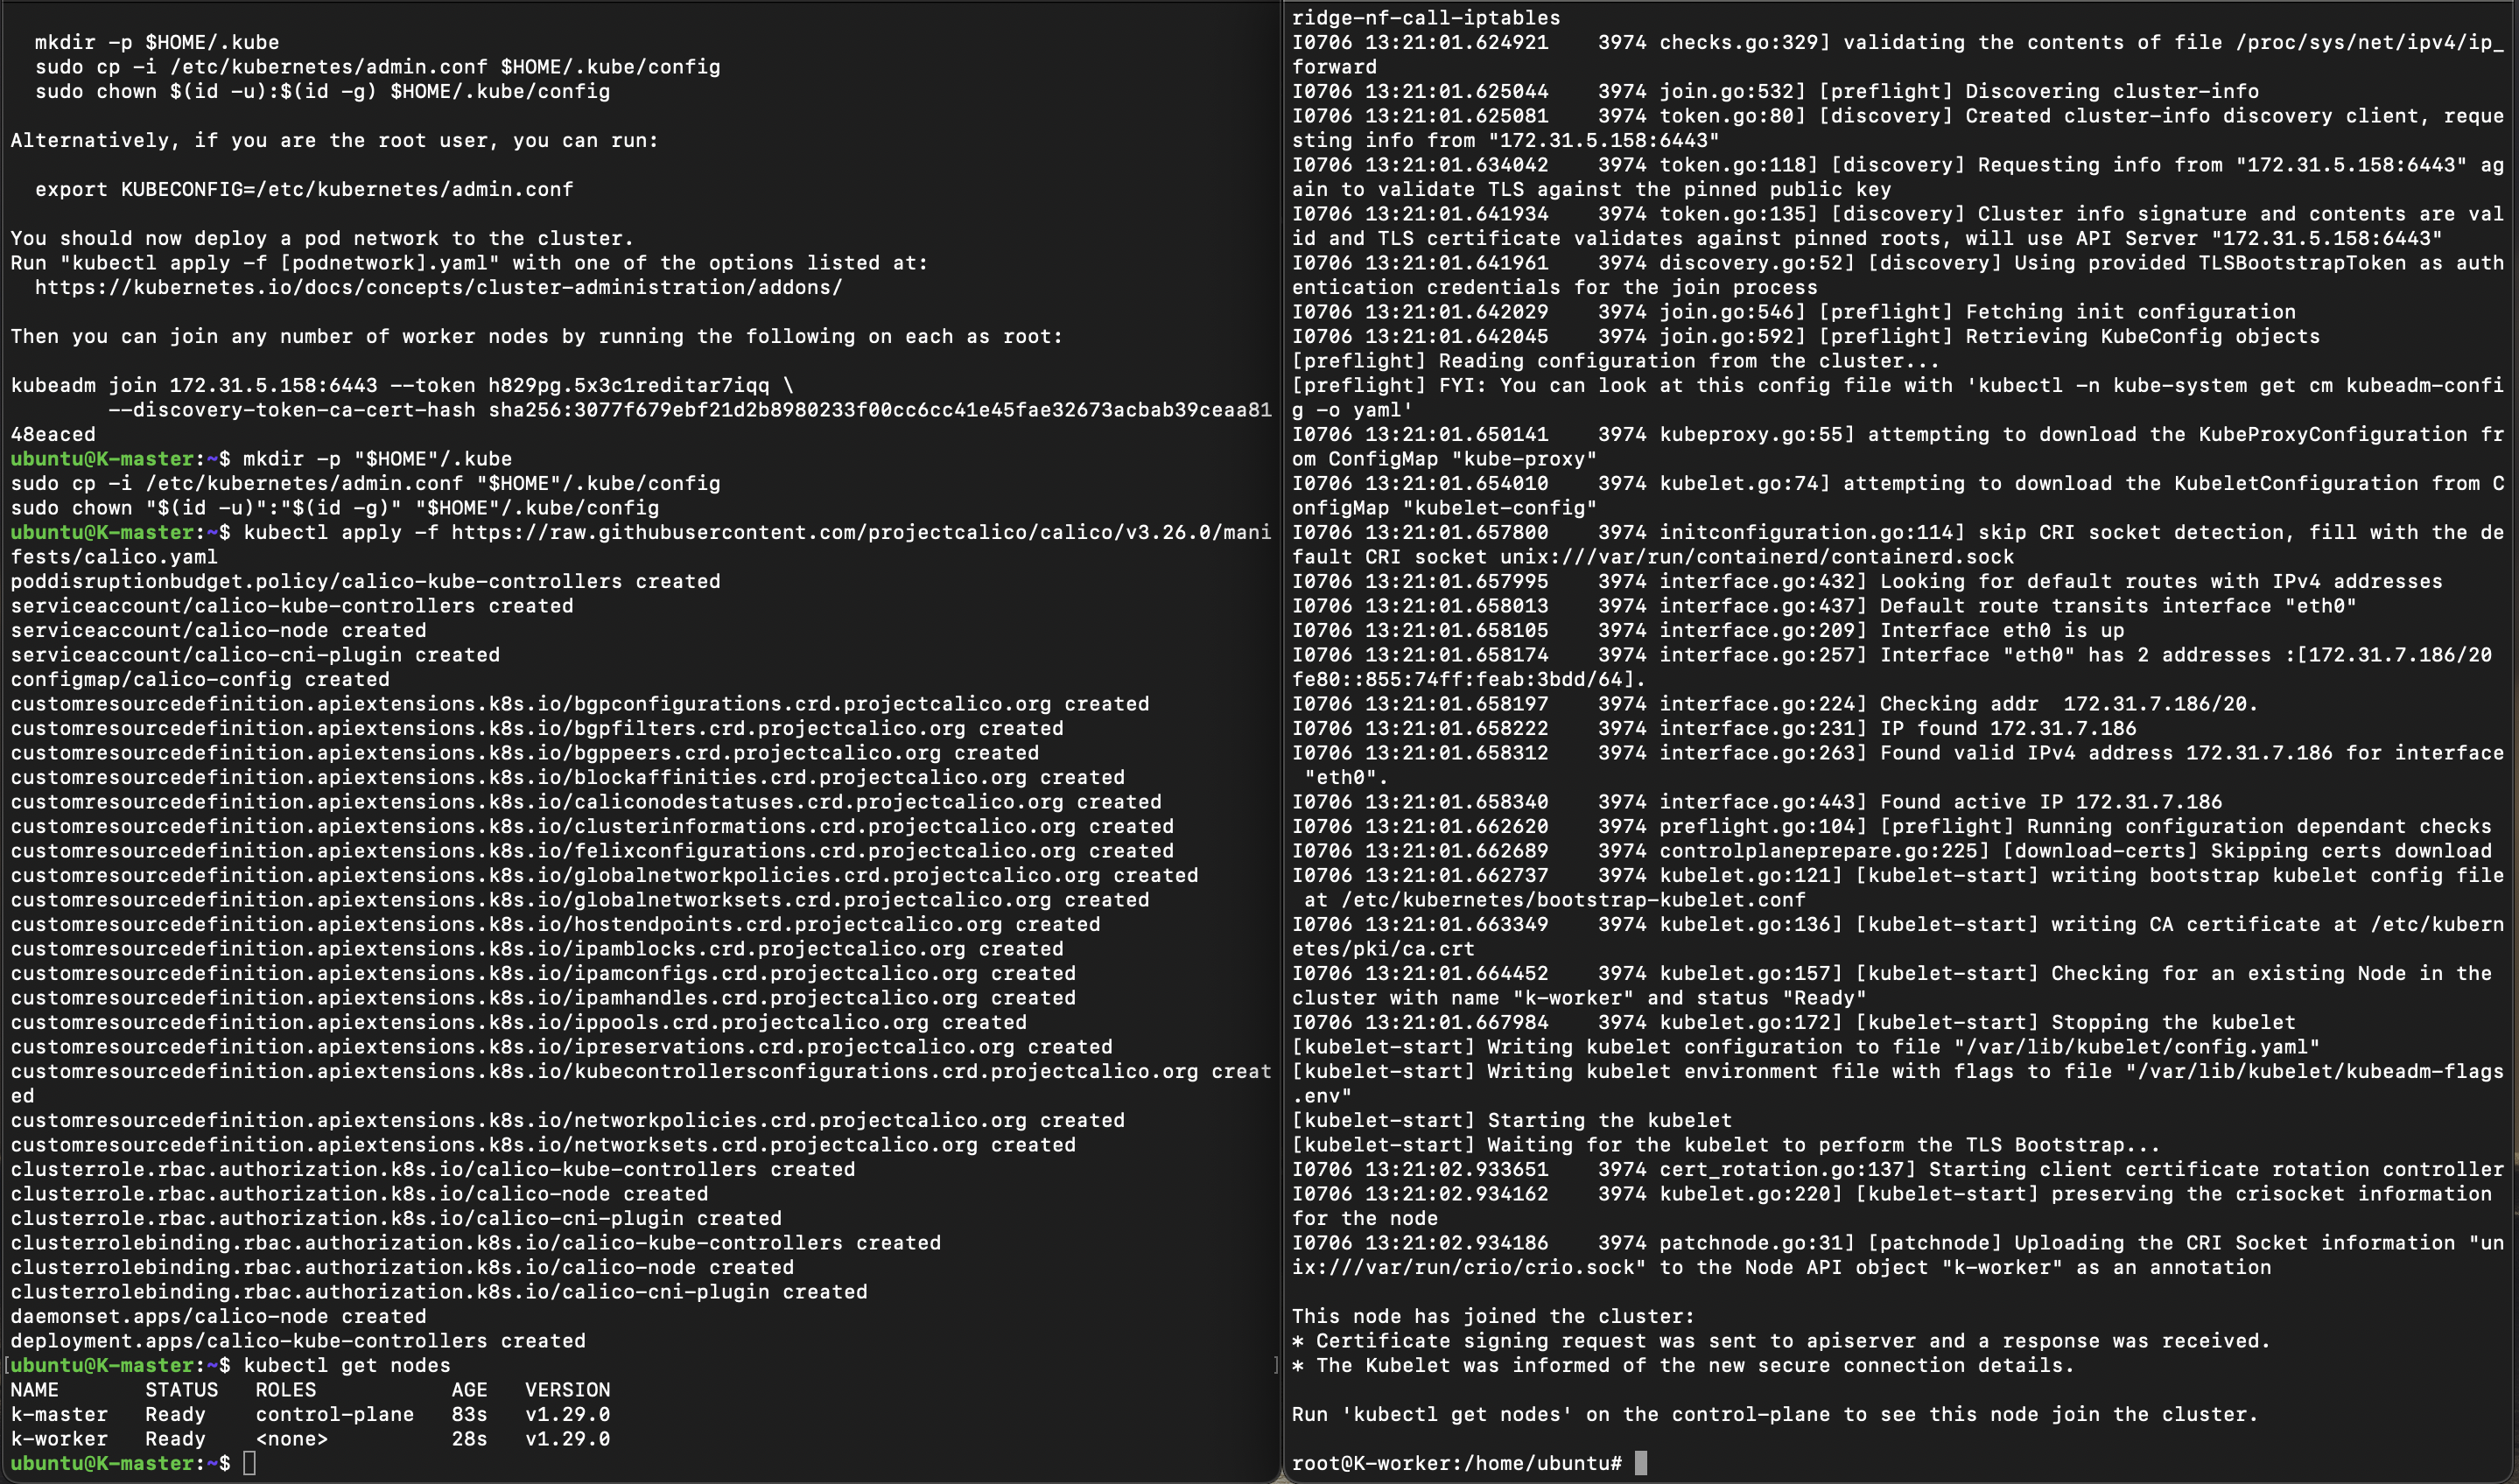 mkdir -p $HOME/.kube
sudo cp -i /etc/kubernetes/admin.conf $HOME/.kube/config
sudo chown $(id -u):$(id -g) $HOME/.kube/config
Alternatively, if you are the root user, you can run:
export KUBECONFIG=/etc/kubernetes/admin.conf
You should now deploy a pod network to the cluster.
Run "kubectl apply -f [podnetwork].yaml" with one of the options listed at:
https://kubernetes.io/docs/concepts/cluster-administration/addons/
Then you can join any number of worker nodes by running the following on each as root:
kubeadm join 172.31.5.158:6443 --token h829pg.5x3c1reditar7iqq \
--discovery-token-ca-cert-hash sha256:3077f679ebf21d2b8980233f00cc6cc41e45fae32673acbab39ceaa81
48eaced
ubuntu@K-master:~$ mkdir -p "$HOME"/.kube
sudo cp -i /etc/kubernetes/admin.conf "$HOME"/.kube/config
sudo chown "$(id -u)":"$(id -g)" "$HOME"/.kube/config
ubuntu@K-master:~$ kubectl apply -f https://raw.githubusercontent.com/projectcalico/calico/v3.26.0/mani
fests/calico.yaml
poddisruptionbudget.policy/calico-kube-controllers created
serviceaccount/calico-kube-controllers created
serviceaccount/calico-node created
serviceaccount/calico-cni-plugin created
configmap/calico-config created
customresourcedefinition.apiextensions.k8s.io/bgpconfigurations.crd.projectcalico.org created
customresourcedefinition.apiextensions.k8s.io/bgpfilters.crd.projectcalico.org created
customresourcedefinition.apiextensions.k8s.io/bgppeers.crd.projectcalico.org created
customresourcedefinition.apiextensions.k8s.io/blockaffinities.crd.projectcalico.org created
customresourcedefinition.apiextensions.k8s.io/caliconodestatuses.crd.projectcalico.org created
customresourcedefinition.apiextensions.k8s.io/clusterinformations.crd.projectcalico.org created
customresourcedefinition.apiextensions.k8s.io/felixconfigurations.crd.projectcalico.org created
customresourcedefinition.apiextensions.k8s.io/globalnetworkpolicies.crd.projectcalico.org created
customresourcedefinition.apiextensions.k8s.io/globalnetworksets.crd.projectcalico.org created
customresourcedefinition.apiextensions.k8s.io/hostendpoints.crd.projectcalico.org created
customresourcedefinition.apiextensions.k8s.io/ipamblocks.crd.projectcalico.org created
customresourcedefinition.apiextensions.k8s.io/ipamconfigs.crd.projectcalico.org created
customresourcedefinition.apiextensions.k8s.io/ipamhandles.crd.projectcalico.org created
customresourcedefinition.apiextensions.k8s.io/ippools.crd.projectcalico.org created
customresourcedefinition.apiextensions.k8s.io/ipreservations.crd.projectcalico.org created
customresourcedefinition.apiextensions.k8s.io/kubecontrollersconfigurations.crd.projectcalico.org creat
ed
customresourcedefinition.apiextensions.k8s.io/networkpolicies.crd.projectcalico.org created
customresourcedefinition.apiextensions.k8s.io/networksets.crd.projectcalico.org created
clusterrole.rbac.authorization.k8s.io/calico-kube-controllers created
clusterrole.rbac.authorization.k8s.io/calico-node created
clusterrole.rbac.authorization.k8s.io/calico-cni-plugin created
clusterrolebinding.rbac.authorization.k8s.io/calico-kube-controllers created
clusterrolebinding.rbac.authorization.k8s.io/calico-node created
clusterrolebinding.rbac.authorization.k8s.io/calico-cni-plugin created
daemonset.apps/calico-node created
deployment.apps/calico-kube-controllers created
[ubuntu@K-master:~$ kubectl get nodes ]
NAME STATUS ROLES AGE VERSION
k-master Ready control-plane 83s v1.29.0
k-worker Ready <none> 28s v1.29.0
ubuntu@K-master:~$
ridge-nf-call-iptables
I0706 13:21:01.624921 3974 checks.go:329] validating the contents of file /proc/sys/net/ipv4/ip_
forward
I0706 13:21:01.625044 3974 join.go:532] [preflight] Discovering cluster-info
I0706 13:21:01.625081 3974 token.go:80] [discovery] Created cluster-info discovery client, reque
sting info from "172.31.5.158:6443"
I0706 13:21:01.634042 3974 token.go:118] [discovery] Requesting info from "172.31.5.158:6443" ag
ain to validate TLS against the pinned public key
I0706 13:21:01.641934 3974 token.go:135] [discovery] Cluster info signature and contents are val
id and TLS certificate validates against pinned roots, will use API Server "172.31.5.158:6443"
I0706 13:21:01.641961 3974 discovery.go:52] [discovery] Using provided TLSBootstrapToken as auth
entication credentials for the join process
I0706 13:21:01.642029 3974 join.go:546] [preflight] Fetching init configuration
I0706 13:21:01.642045 3974 join.go:592] [preflight] Retrieving KubeConfig objects
[preflight] Reading configuration from the cluster...
[preflight] FYI: You can look at this config file with 'kubectl -n kube-system get cm kubeadm-confi
g -o yaml'
I0706 13:21:01.650141 3974 kubeproxy.go:55] attempting to download the KubeProxyConfiguration fr
om ConfigMap "kube-proxy"
I0706 13:21:01.654010 3974 kubelet.go:74] attempting to download the KubeletConfiguration from C
onfigMap "kubelet-config"
I0706 13:21:01.657800 3974 initconfiguration.go:114] skip CRI socket detection, fill with the de
fault CRI socket unix:///var/run/containerd/containerd.sock
I0706 13:21:01.657995 3974 interface.go:432] Looking for default routes with IPv4 addresses
I0706 13:21:01.658013 3974 interface.go:437] Default route transits interface "eth0"
I0706 13:21:01.658105 3974 interface.go:209] Interface eth0 is up
I0706 13:21:01.658174 3974 interface.go:257] Interface "eth0" has 2 addresses :[172.31.7.186/20
fe80::855:74ff:feab:3bdd/64].
I0706 13:21:01.658197 3974 interface.go:224] Checking addr  172.31.7.186/20.
I0706 13:21:01.658222 3974 interface.go:231] IP found 172.31.7.186
I0706 13:21:01.658312 3974 interface.go:263] Found valid IPv4 address 172.31.7.186 for interface
"eth0".
I0706 13:21:01.658340 3974 interface.go:443] Found active IP 172.31.7.186
I0706 13:21:01.662620 3974 preflight.go:104] [preflight] Running configuration dependant checks
I0706 13:21:01.662689 3974 controlplaneprepare.go:225] [download-certs] Skipping certs download
I0706 13:21:01.662737 3974 kubelet.go:121] [kubelet-start] writing bootstrap kubelet config file
at /etc/kubernetes/bootstrap-kubelet.conf
I0706 13:21:01.663349 3974 kubelet.go:136] [kubelet-start] writing CA certificate at /etc/kubern
etes/pki/ca.crt
I0706 13:21:01.664452 3974 kubelet.go:157] [kubelet-start] Checking for an existing Node in the
cluster with name "k-worker" and status "Ready"
I0706 13:21:01.667984 3974 kubelet.go:172] [kubelet-start] Stopping the kubelet
[kubelet-start] Writing kubelet configuration to file "/var/lib/kubelet/config.yaml"
[kubelet-start] Writing kubelet environment file with flags to file "/var/lib/kubelet/kubeadm-flags
.env"
[kubelet-start] Starting the kubelet
[kubelet-start] Waiting for the kubelet to perform the TLS Bootstrap...
I0706 13:21:02.933651 3974 cert_rotation.go:137] Starting client certificate rotation controller
I0706 13:21:02.934162 3974 kubelet.go:220] [kubelet-start] preserving the crisocket information
for the node
I0706 13:21:02.934186 3974 patchnode.go:31] [patchnode] Uploading the CRI Socket information "un
ix:///var/run/crio/crio.sock" to the Node API object "k-worker" as an annotation
This node has joined the cluster:
* Certificate signing request was sent to apiserver and a response was received.
* The Kubelet was informed of the new secure connection details.
Run 'kubectl get nodes' on the control-plane to see this node join the cluster.
root@K-worker:/home/ubuntu#